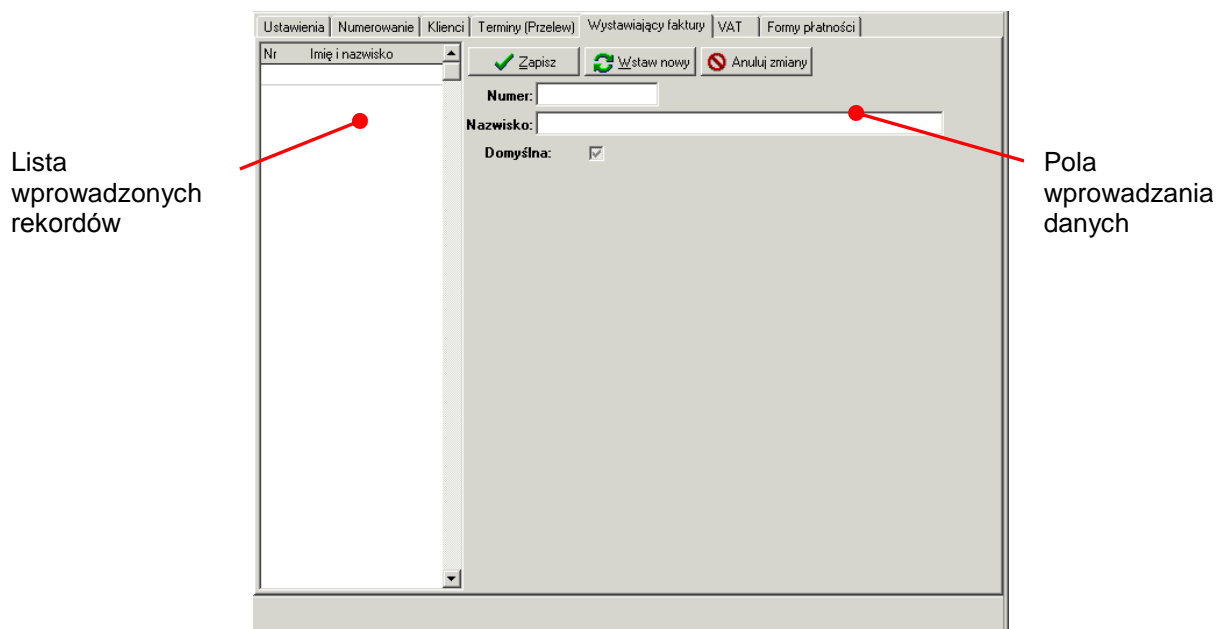 Ustawienia Numerowanie Klienci Terminy (Przelew) Wystawiający faktury VAT Formy płatności
Nr Imię i nazwisko
Zapisz Wstaw nowy Anuluj zmiany
Numer:
Nazwisko:
Domyślna:
Lista
wprowadzonych
rekordów
Pola
wprowadzania
danych